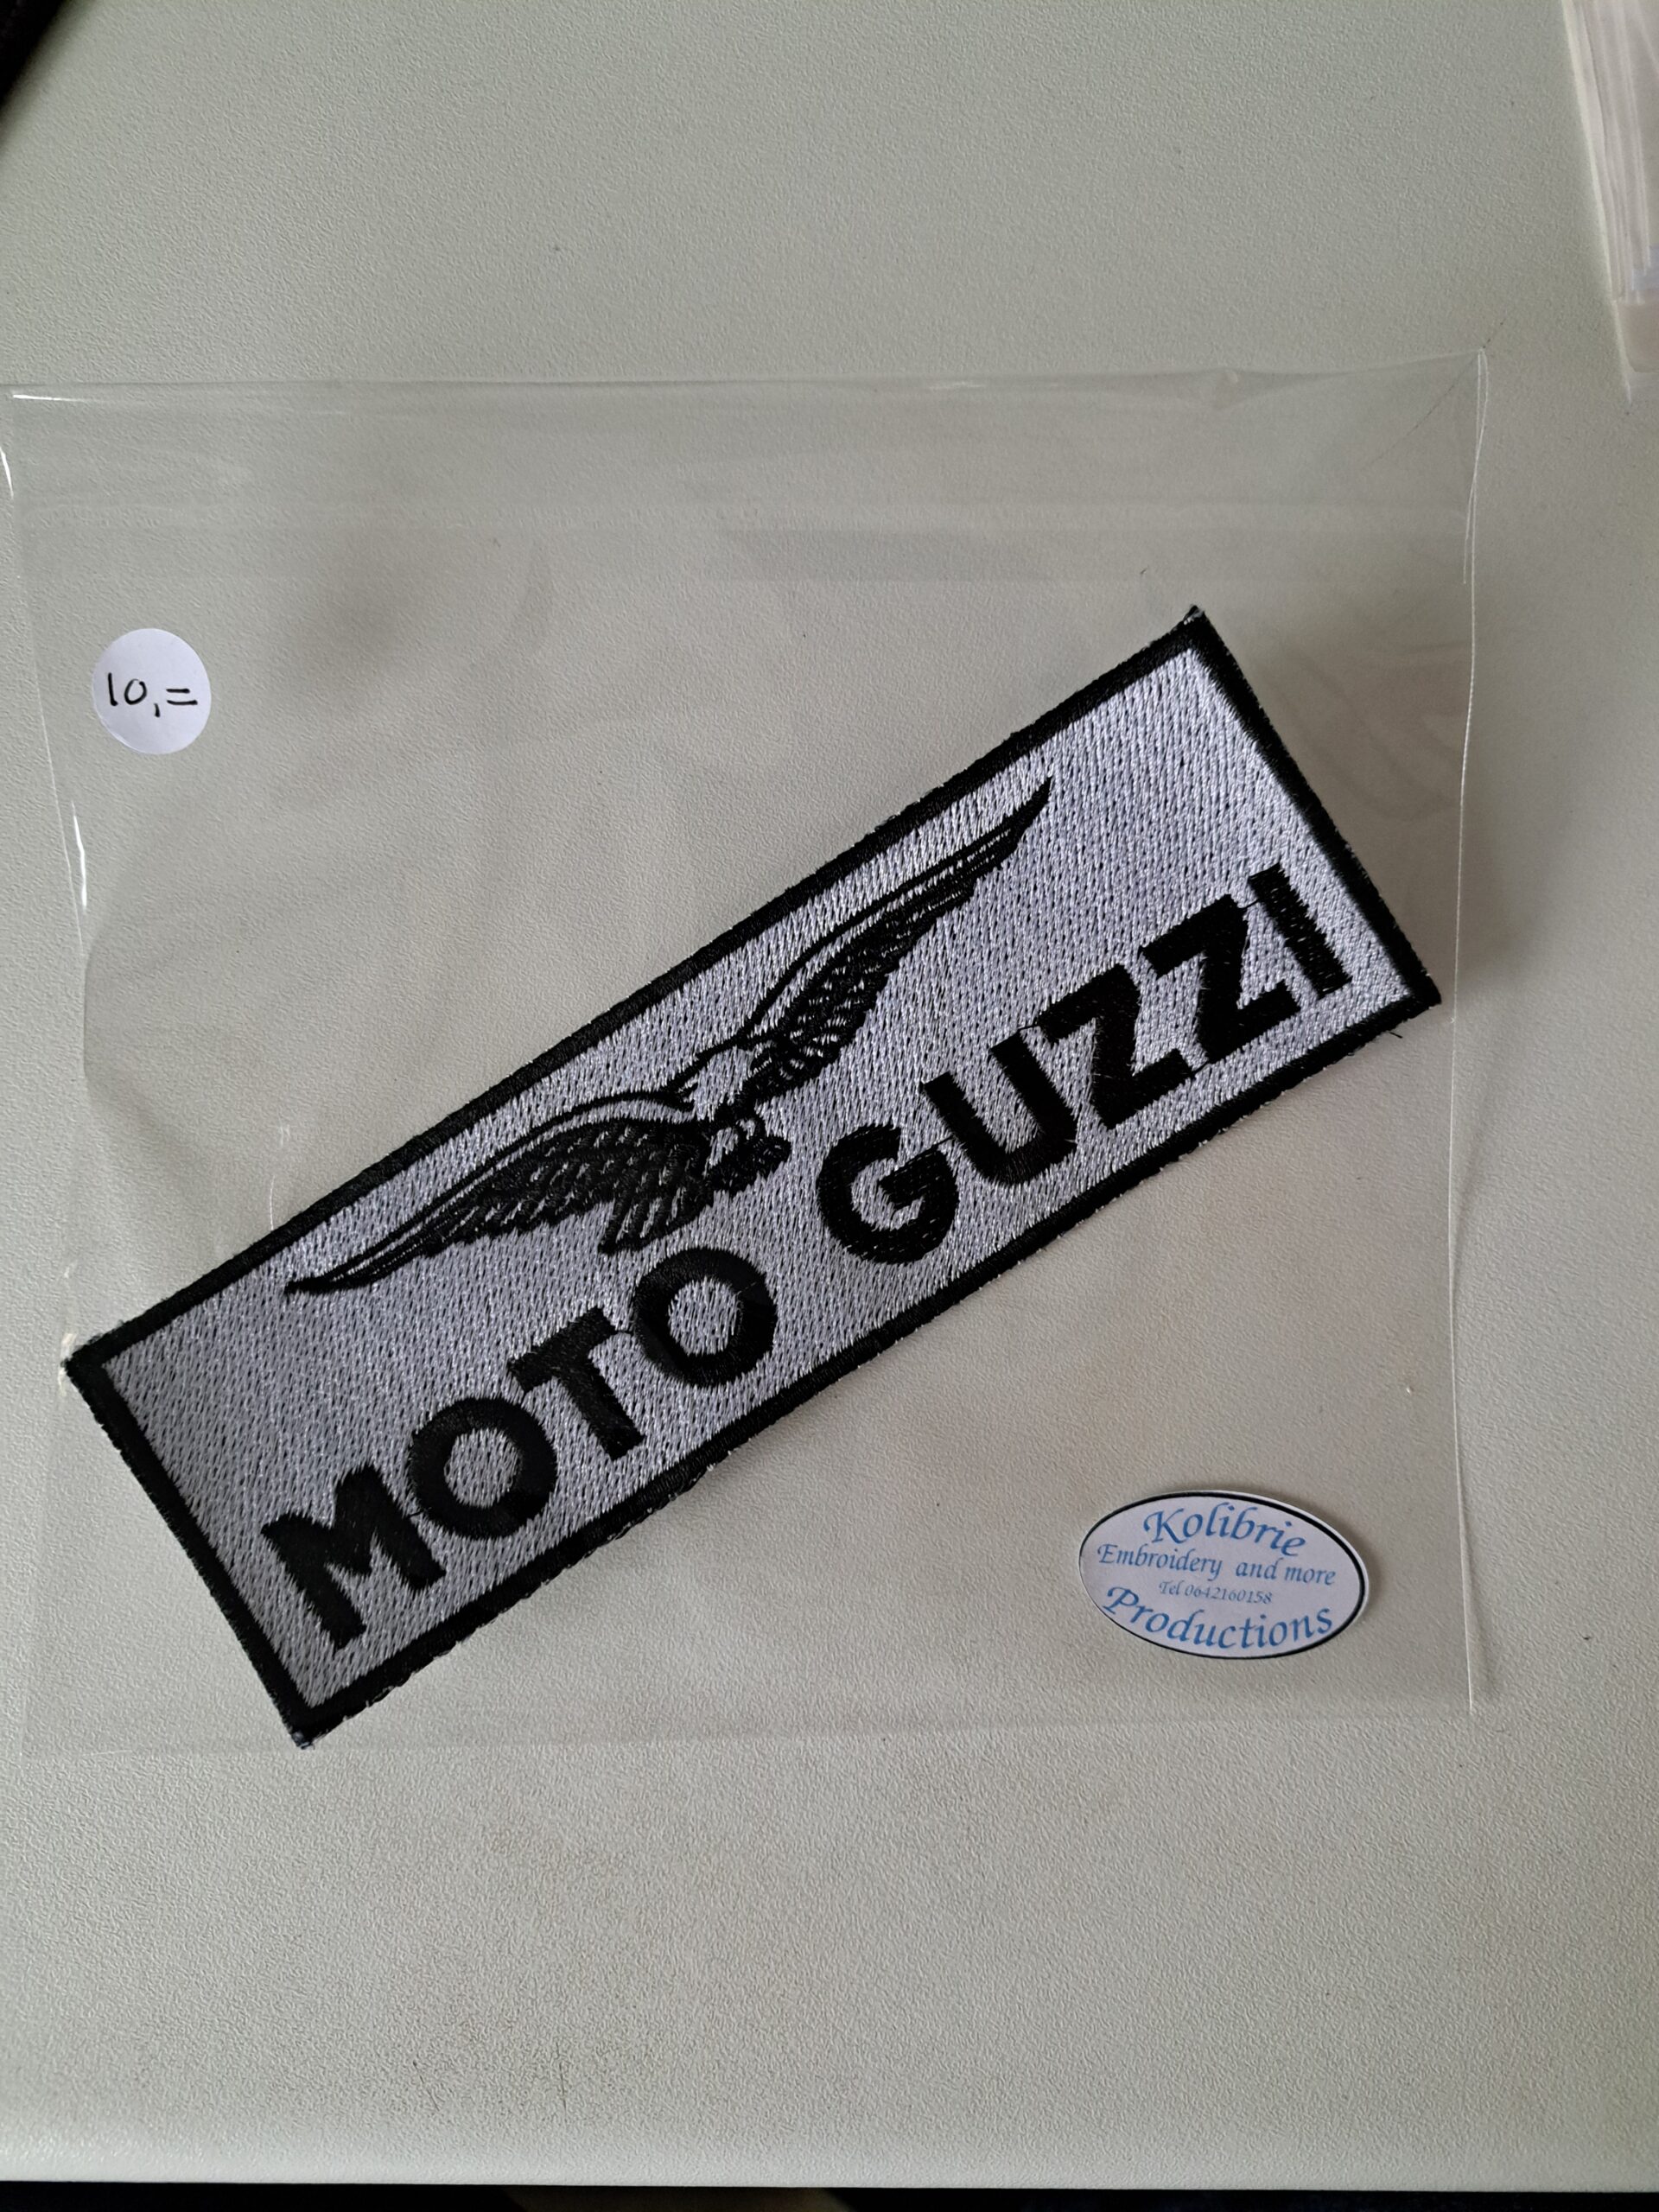 10,=
MOTO GUZZI
Kolibrie
Embroidery and more
Tel 0642160158
Productions